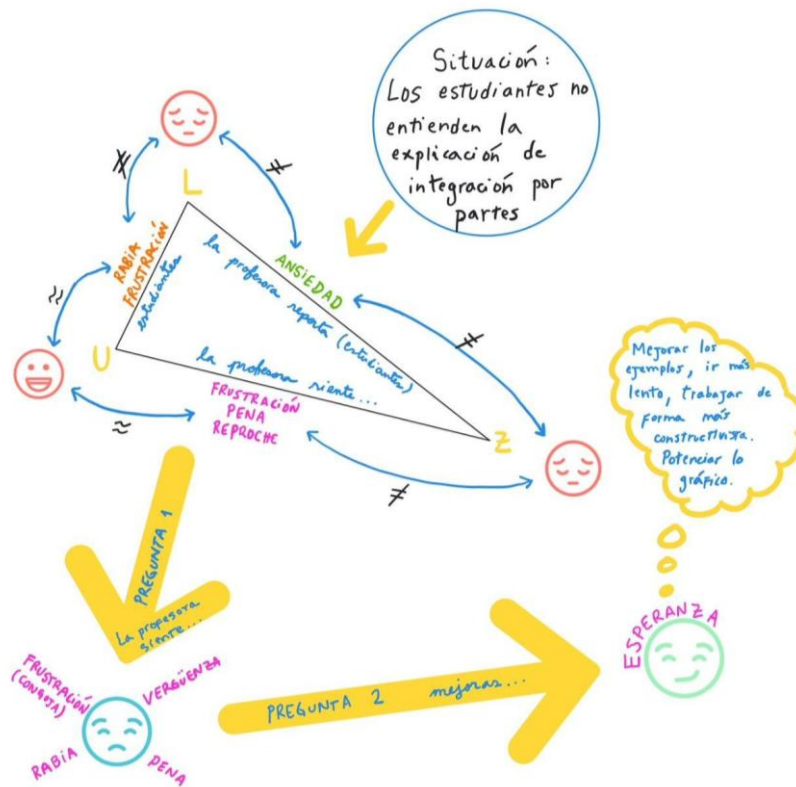 Situación:
Los estudiantes no
entienden la
explicación de
integración por
partes
≠
≠
L
RABIA
FRUSTRACIÓN
estudiantes
ANSIEDAD
la profesora reporta (estudiantes)
≈
≠
U
la profesora siente...
FRUSTRACIÓN
PENA
REPROCHE
Z
≈
≠
Mejorar los
ejemplos, ir más
lento, trabajar de
forma más
constructivista.
Potenciar lo
gráfico.
PREGUNTA 1
La profesora
siente...
ESPERANZA
FRUSTRACIÓN
(CONGOJA)
VERGÜENZA
RABIA
PENA
PREGUNTA 2 mejoras...